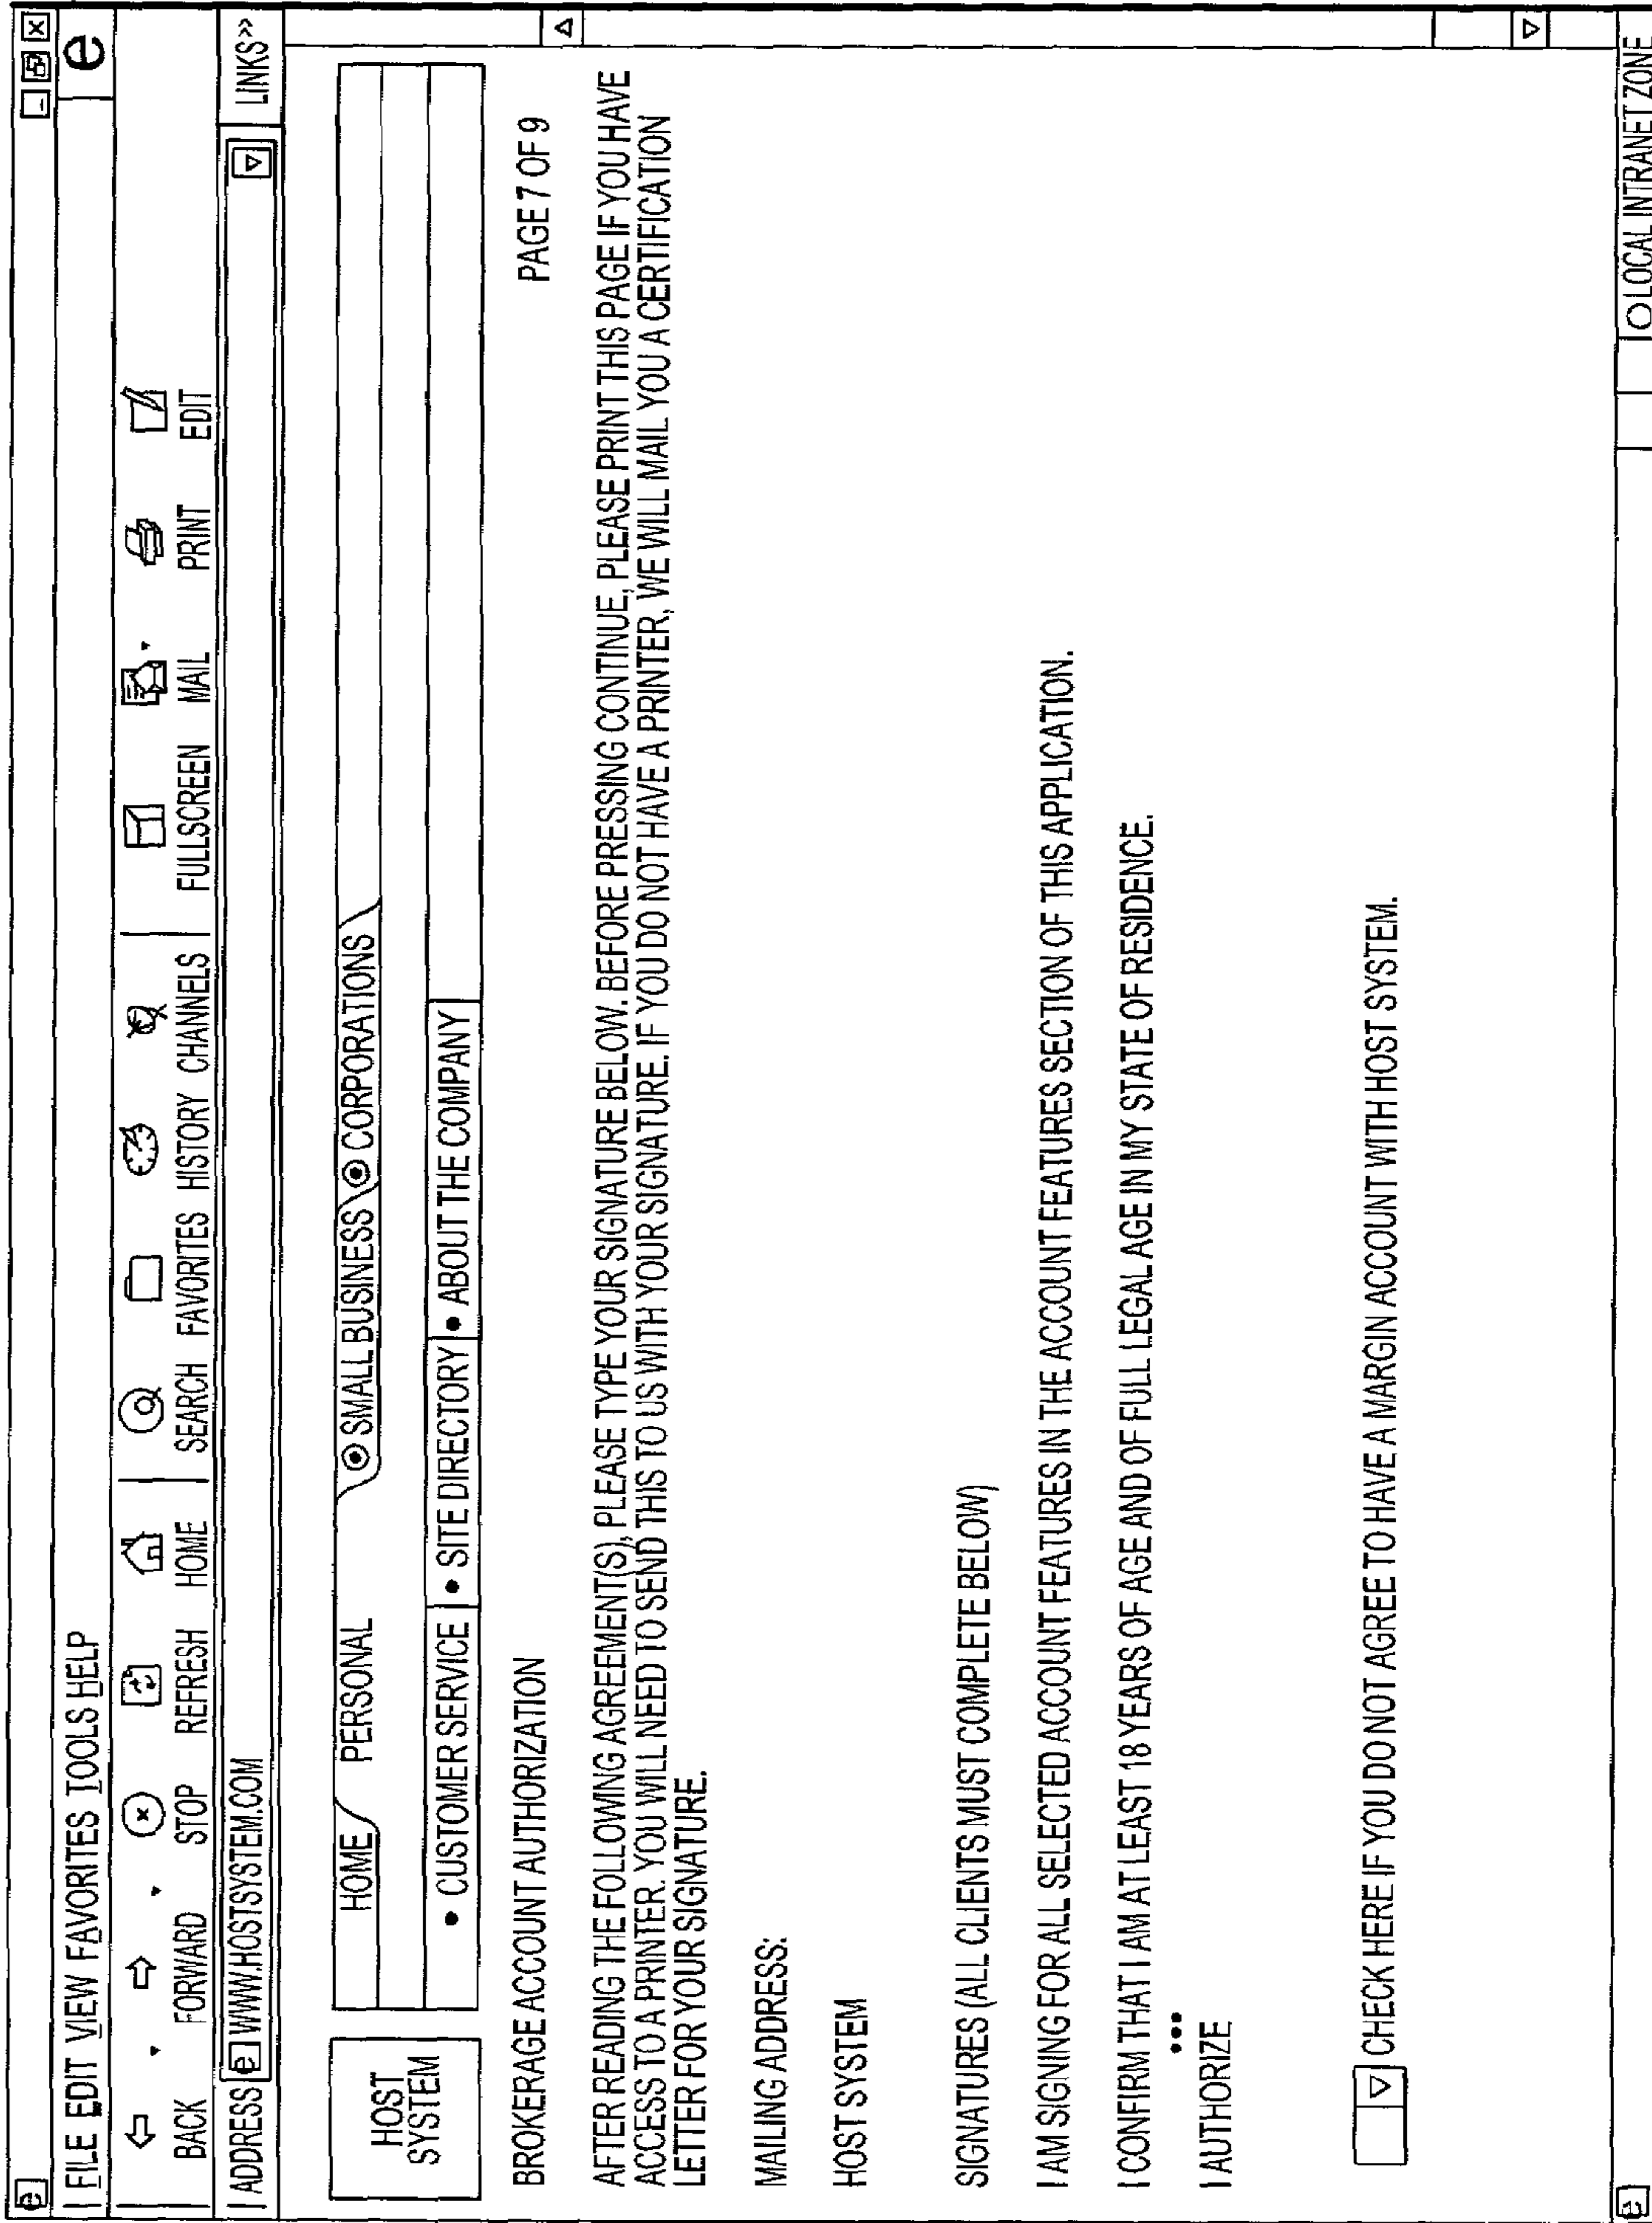 FILE EDIT VIEW FAVORITES TOOLS HELP
BACK FORWARD STOP REFRESH HOME SEARCH FAVORITES HISTORY CHANNELS FULLSCREEN MAIL PRINT EDIT
ADDRESS WWW.HOSTSYSTEM.COM LINKS»
HOST
SYSTEM
HOME PERSONAL SMALL BUSINESS CORPORATIONS
• CUSTOMER SERVICE • SITE DIRECTORY • ABOUT THE COMPANY
BROKERAGE ACCOUNT AUTHORIZATION PAGE 7 OF 9
AFTER READING THE FOLLOWING AGREEMENT(S), PLEASE TYPE YOUR SIGNATURE BELOW. BEFORE PRESSING CONTINUE, PLEASE PRINT THIS PAGE IF YOU HAVE
ACCESS TO A PRINTER. YOU WILL NEED TO SEND THIS TO US WITH YOUR SIGNATURE. IF YOU DO NOT HAVE A PRINTER, WE WILL MAIL YOU A CERTIFICATION
LETTER FOR YOUR SIGNATURE.
MAILING ADDRESS:
HOST SYSTEM
SIGNATURES (ALL CLIENTS MUST COMPLETE BELOW)
I AM SIGNING FOR ALL SELECTED ACCOUNT FEATURES IN THE ACCOUNT FEATURES SECTION OF THIS APPLICATION.
I CONFIRM THAT I AM AT LEAST 18 YEARS OF AGE AND OF FULL LEGAL AGE IN MY STATE OF RESIDENCE.
•••
I AUTHORIZE
CHECK HERE IF YOU DO NOT AGREE TO HAVE A MARGIN ACCOUNT WITH HOST SYSTEM.
LOCAL INTRANET ZONE